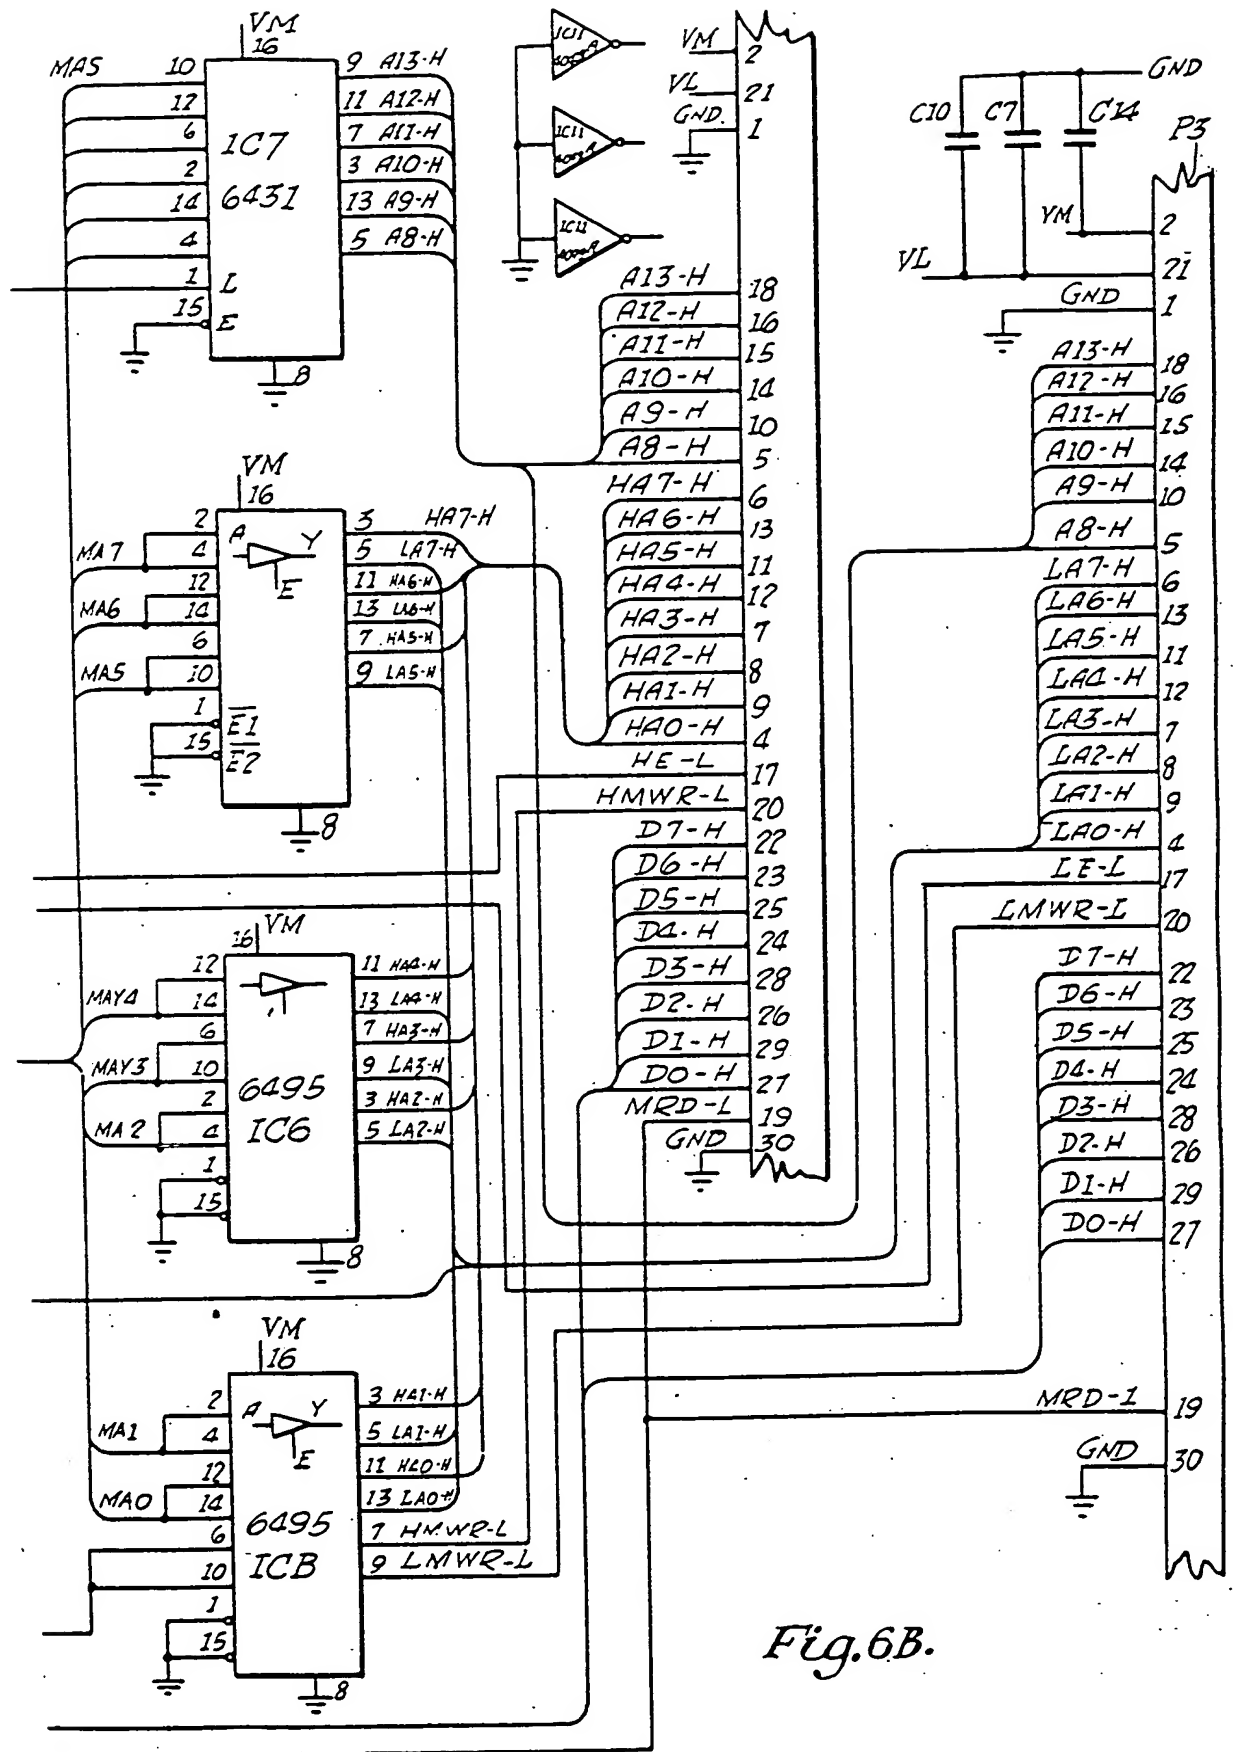 VM
16
MA5
10
12
6
2
14
4
1
15
IC7
6431
L
E
9 A13-H
11 A12-H
7 A11-H
3 A10-H
13 A9-H
5 A8-H
8
IC11
IC11
IC11
VM
2
VL
21
GND.
1
A13-H 18
A12-H 16
A11-H 15
A10-H 14
A9-H 10
A8-H 5
HA7-H 6
HA6-H 13
HA5-H 11
HA4-H 12
HA3-H 7
HA2-H 8
HA1-H 9
HA0-H 4
HE-L 17
HMWR-L 20
D7-H 22
D6-H 23
D5-H 25
D4-H 24
D3-H 28
D2-H 26
D1-H 29
D0-H 27
MRD-L 19
GND 30
GND
C10
C7
C14
P3
YM
2
VL
21
GND
1
A13-H 18
A12-H 16
A11-H 15
A10-H 14
A9-H 10
A8-H 5
LA7-H 6
LA6-H 13
LA5-H 11
LA4-H 12
LA3-H 7
LA2-H 8
LA1-H 9
LA0-H 4
LE-L 17
LMWR-L 20
D7-H 22
D6-H 23
D5-H 25
D4-H 24
D3-H 28
D2-H 26
D1-H 29
D0-H 27
MRD-1 19
GND 30
VM
16
MA7
MA6
MA5
2
4
12
14
6
10
1
15
A Y
E
E1
E2
3 HA7-H
5 LA7-H
11 HA6-H
13 LA6-H
7 HA5-H
9 LA5-H
8
VM
16
MAY4
MAY3
MA2
12
14
6
10
2
4
1
15
6495
IC6
11 HA4-H
13 LA4-H
7 HA3-H
9 LA3-H
3 HA2-H
5 LA2-H
8
VM
16
MA1
MA0
2
4
12
14
6
10
1
15
A Y
E
6495
ICB
3 HA1-H
5 LA1-H
11 HA0-H
13 LA0-H
7 HMWR-L
9 LMWR-L
8
Fig.6B.